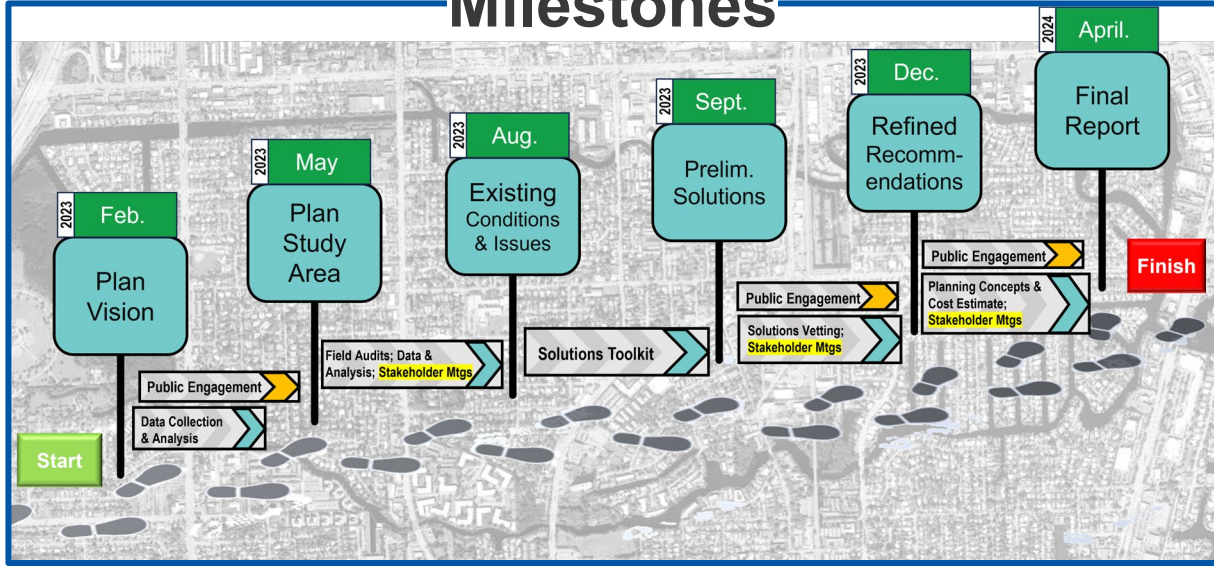 Milestones
2023
Feb.
Plan
Vision
2023
May
Plan
Study
Area
2023
Aug.
Existing
Conditions
& Issues
2023
Sept.
Prelim.
Solutions
2023
Dec.
Refined
Recomm-
endations
2024
April.
Final
Report
Start
Public Engagement
Data Collection
& Analysis
Field Audits; Data &
Analysis; Stakeholder Mtgs
Solutions Toolkit
Public Engagement
Solutions Vetting;
Stakeholder Mtgs
Public Engagement
Planning Concepts &
Cost Estimate;
Stakeholder Mtgs
Finish